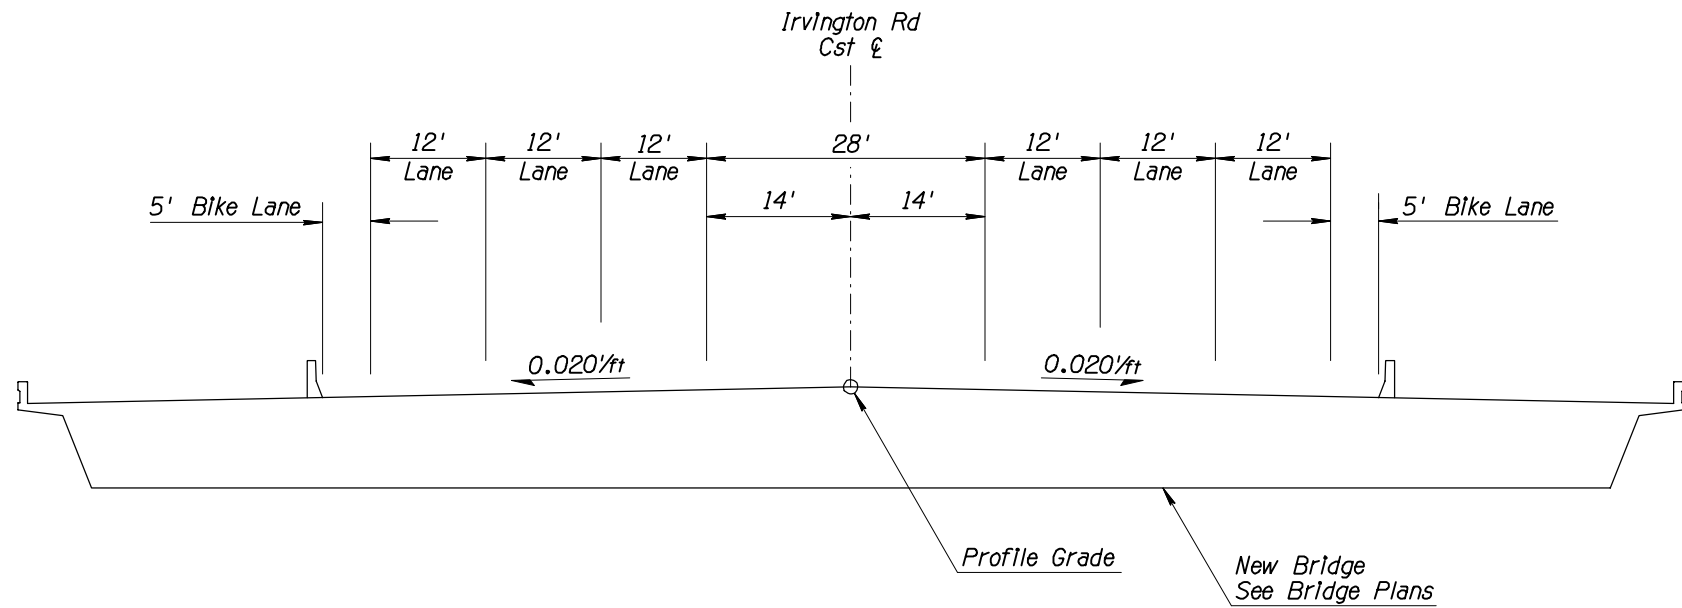 Irvington Rd
Cst ℄
12' 12' 12' 28' 12' 12' 12'
Lane Lane Lane Lane Lane Lane
14' 14'
5' Bike Lane 5' Bike Lane
0.020'/ft 0.020'/ft
Profile Grade
New Bridge
See Bridge Plans